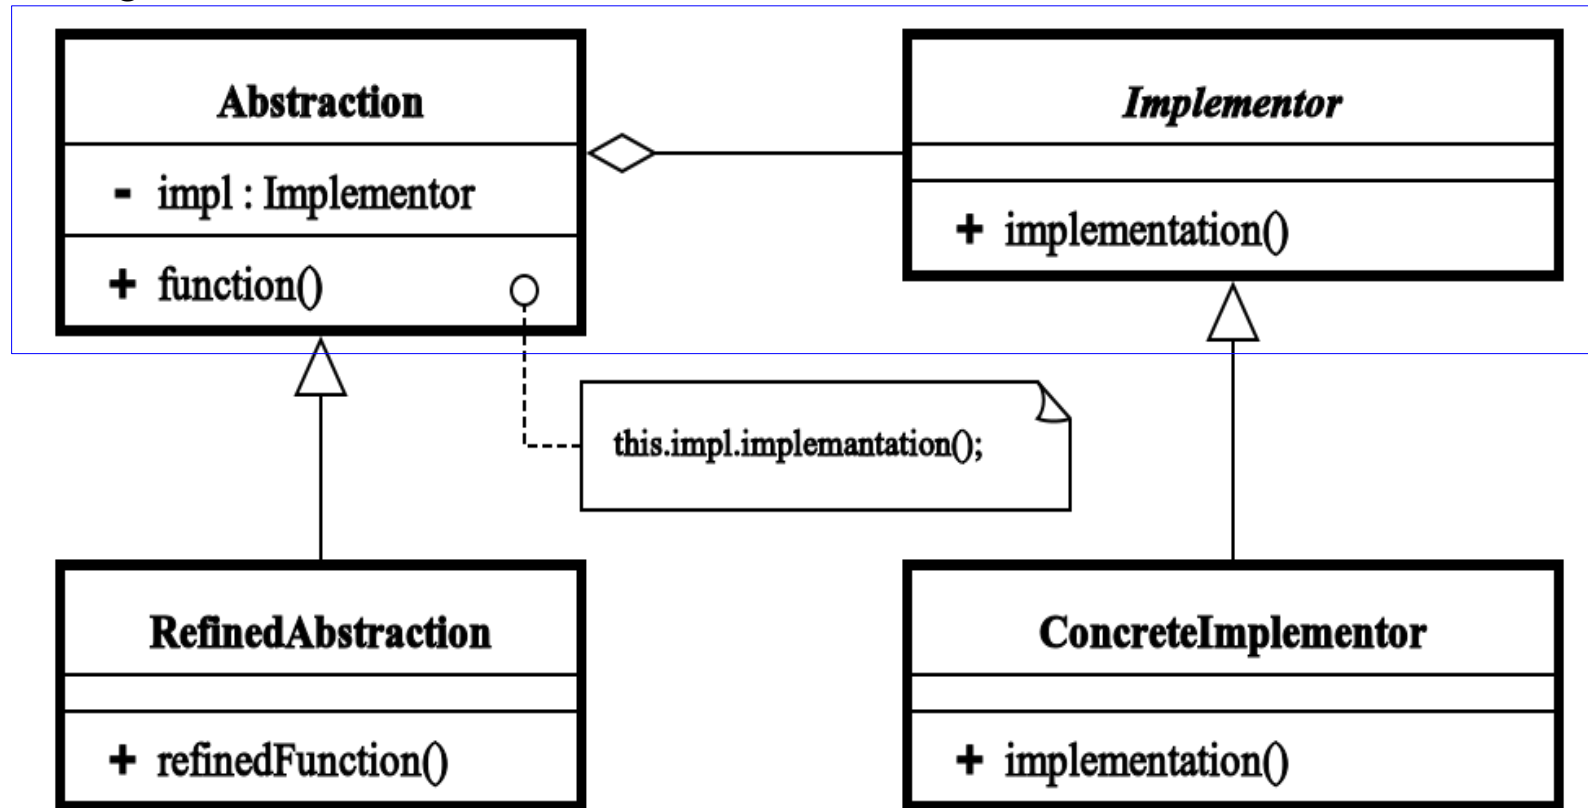 Abstraction
- impl : Implementor
+ function()
Implementor
+ implementation()
this.impl.implemantation();
RefinedAbstraction
+ refinedFunction()
ConcreteImplementor
+ implementation()